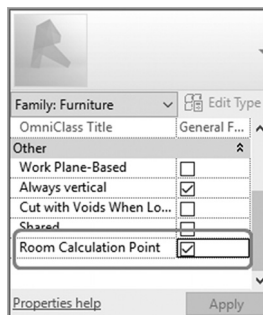 Family: Furniture Edit Type
OmniClass Title General F...
Other
Work Plane-Based
Always vertical
Cut with Voids When Lo...
Shared
Room Calculation Point
Properties help Apply